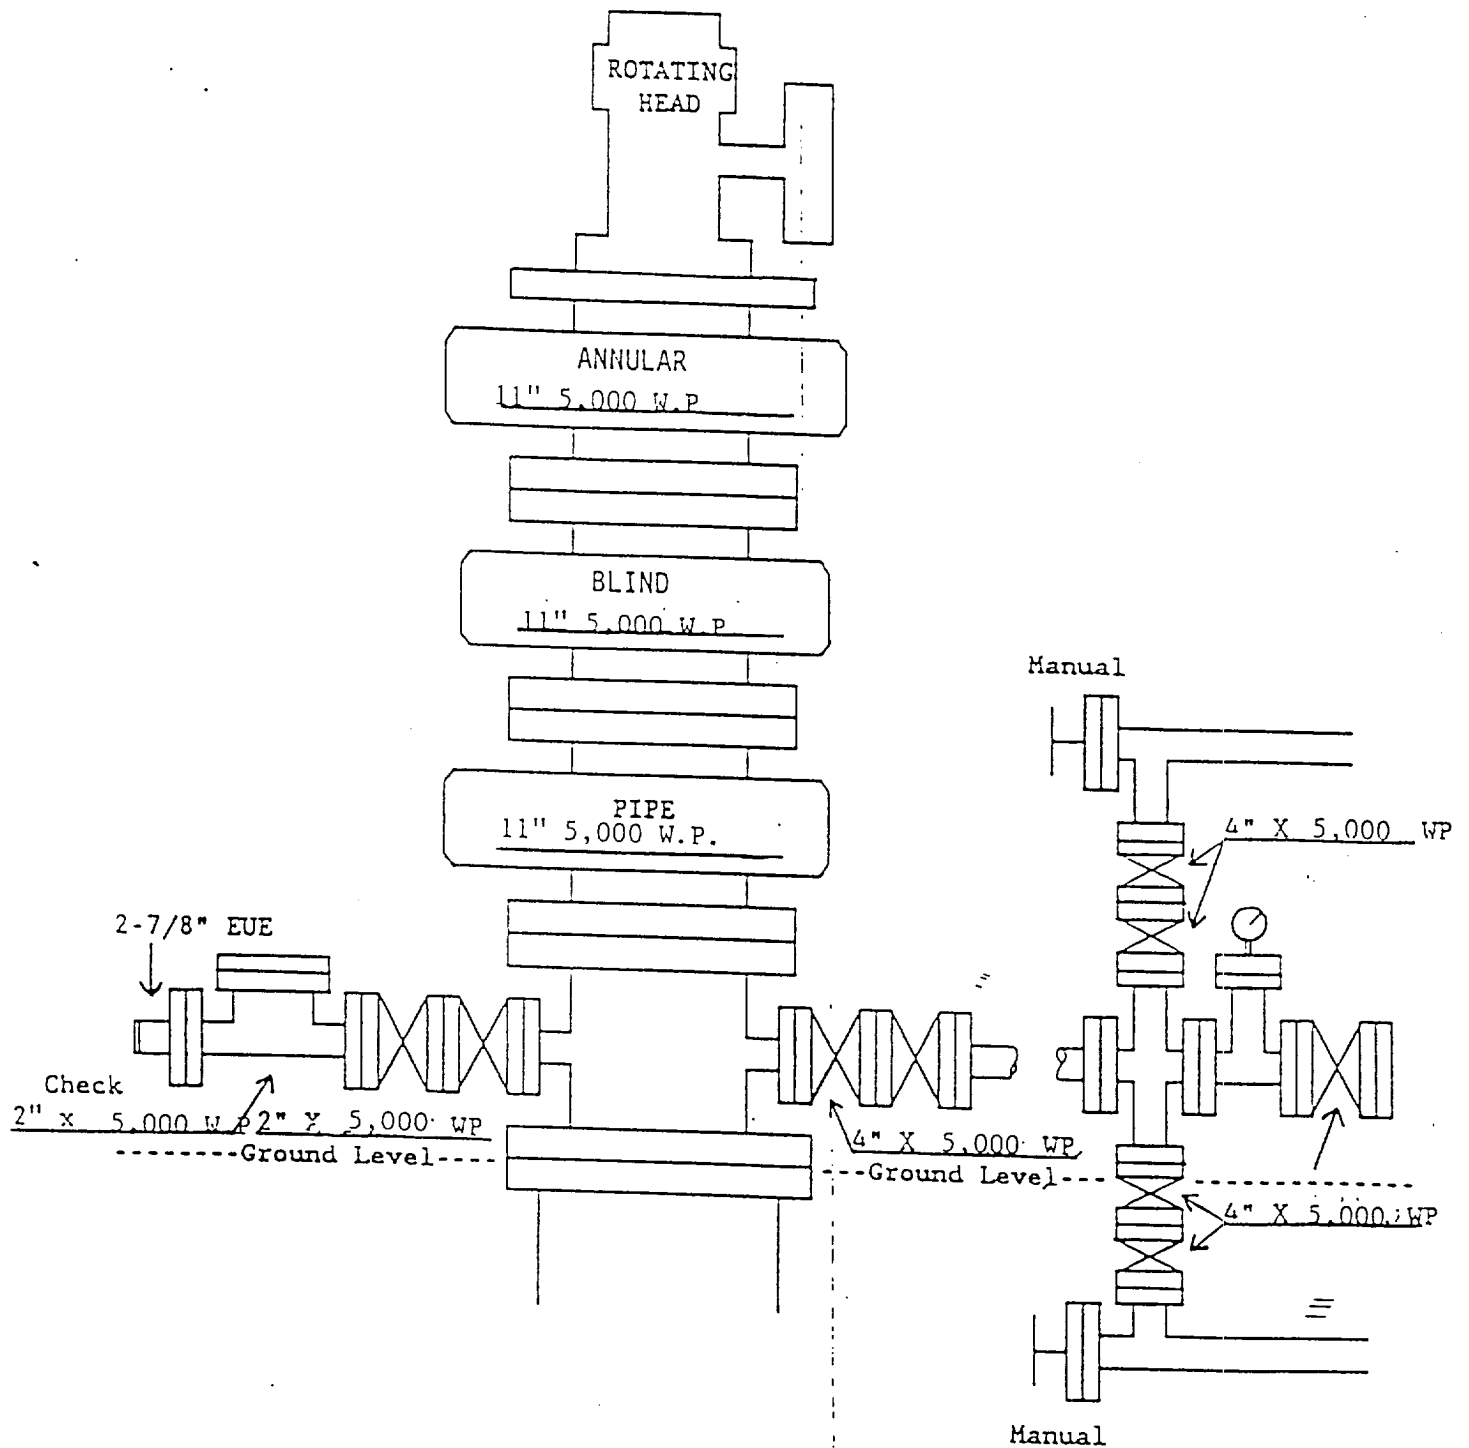 ROTATING
HEAD
ANNULAR
11" 5,000 W.P
BLIND
11" 5,000 W.P
Manual
PIPE
11" 5,000 W.P.
4" X 5,000 WP
2-7/8" EUE
Check
2" x 5,000 W.P
2" X 5,000 WP
4" X 5,000 WP
-------Ground Level----
---Ground Level---
4" X 5,000 WP
Manual